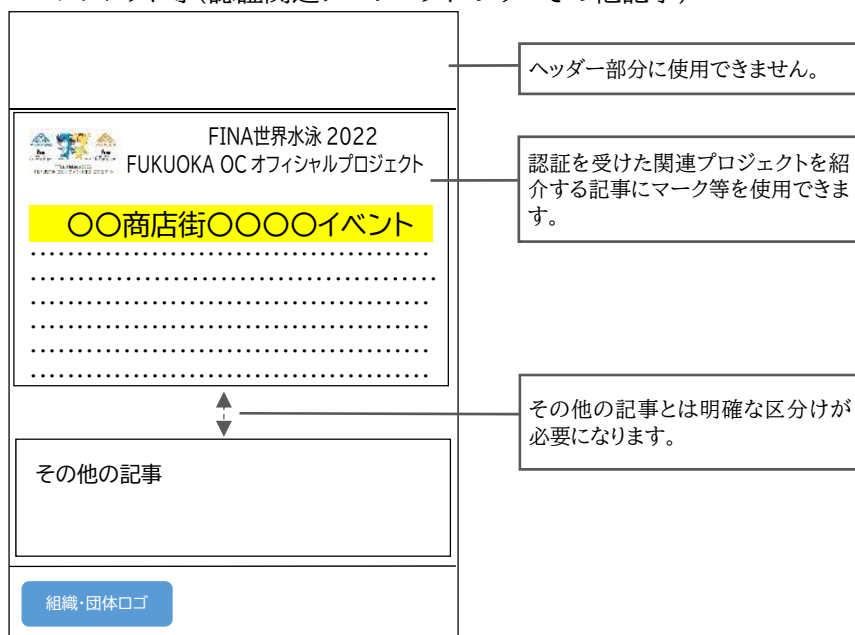 ヘッダー部分に使用できません。
FINA世界水泳 2022
FUKUOKA OC オフィシャルプロジェクト
認証を受けた関連プロジェクトを紹
介する記事にマーク等を使用できま
す。
〇〇商店街〇〇〇〇イベント
その他の記事とは明確な区分けが
必要になります。
その他の記事
組織・団体ロゴ